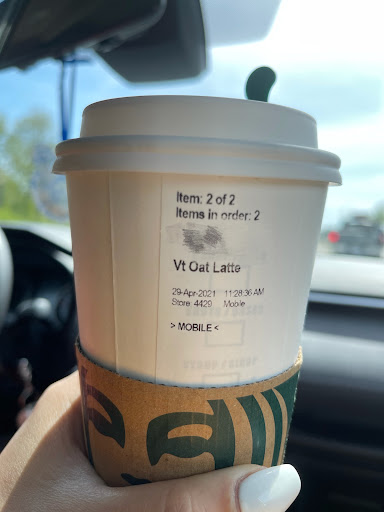 Item: 2 of 2
Items in order: 2
Vt Oat Latte
29-Apr-2021 11:28:36 AM
Store: 4429 Mobile
> MOBILE <